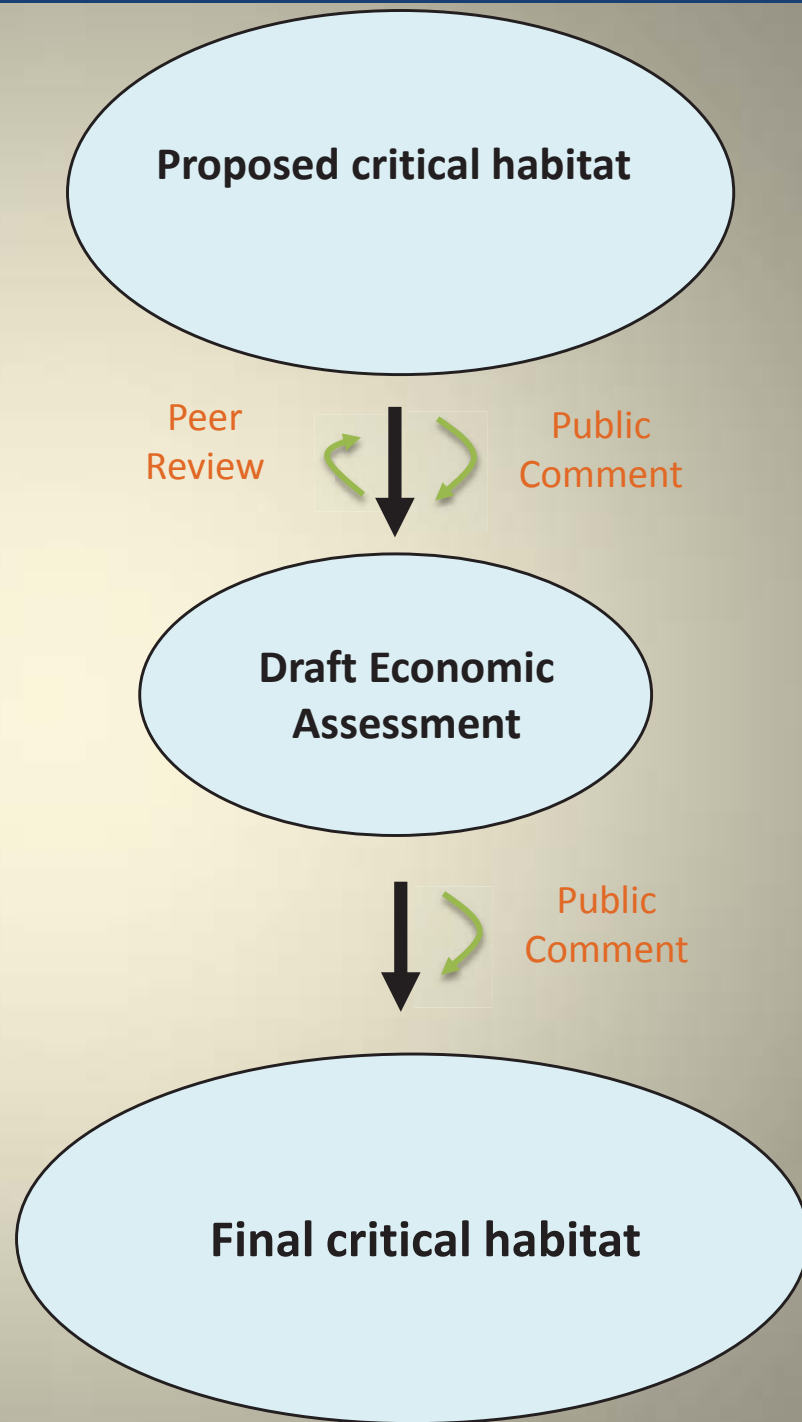 Proposed critical habitat
Peer
Review
Public
Comment
Draft Economic
Assessment
Public
Comment
Final critical habitat